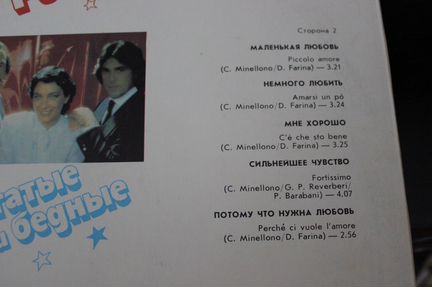 Сторона 2
МАЛЕНЬКАЯ ЛЮБОВЬ
Piccolo amore
(C. Minellono/D. Farina) — 3.21
НЕМНОГО ЛЮБИТЬ
Amarsi un pò
(C. Minellono/D. Farina) — 3.24
МНЕ ХОРОШО
C'é che sto bene
(C. Minellono/D. Farina) — 3.25
СИЛЬНЕЙШЕЕ ЧУВСТВО
Fortissimo
(C. Minellono/G. P. Reverberi/
P. Barabani) — 4.07
ПОТОМУ ЧТО НУЖНА ЛЮБОВЬ
Perché ci vuole l'amore
(C. Minellono/D. Farina) — 2.56
гатые
и бедные